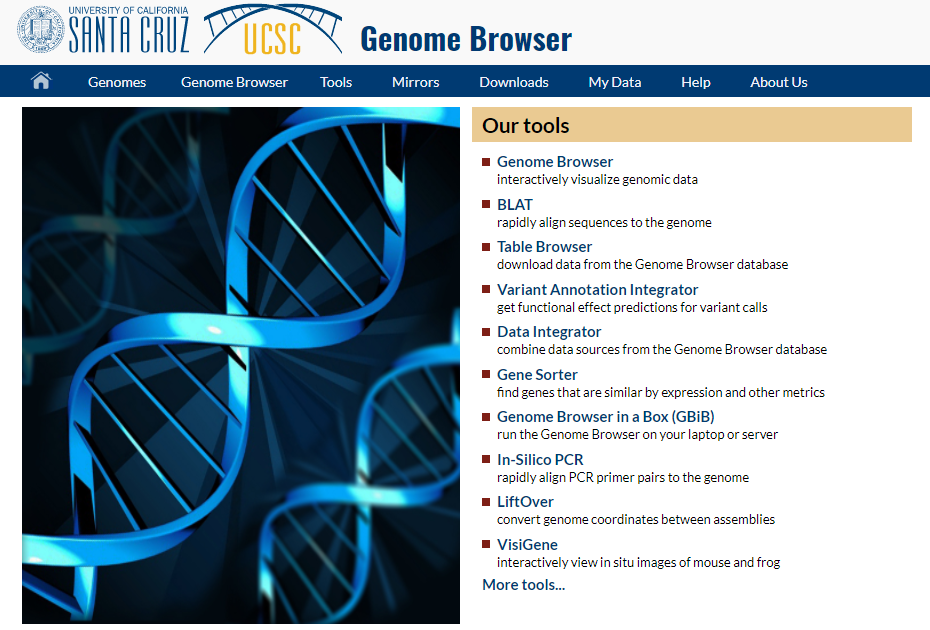 UNIVERSITY OF CALIFORNIA
SANTA CRUZ
UCSC
Genome Browser
Genomes
Genome Browser
Tools
Mirrors
Downloads
My Data
Help
About Us
Our tools
Genome Browser
interactively visualize genomic data
BLAT
rapidly align sequences to the genome
Table Browser
download data from the Genome Browser database
Variant Annotation Integrator
get functional effect predictions for variant calls
Data Integrator
combine data sources from the Genome Browser database
Gene Sorter
find genes that are similar by expression and other metrics
Genome Browser in a Box (GBiB)
run the Genome Browser on your laptop or server
In-Silico PCR
rapidly align PCR primer pairs to the genome
LiftOver
convert genome coordinates between assemblies
VisiGene
interactively view in situ images of mouse and frog
More tools...